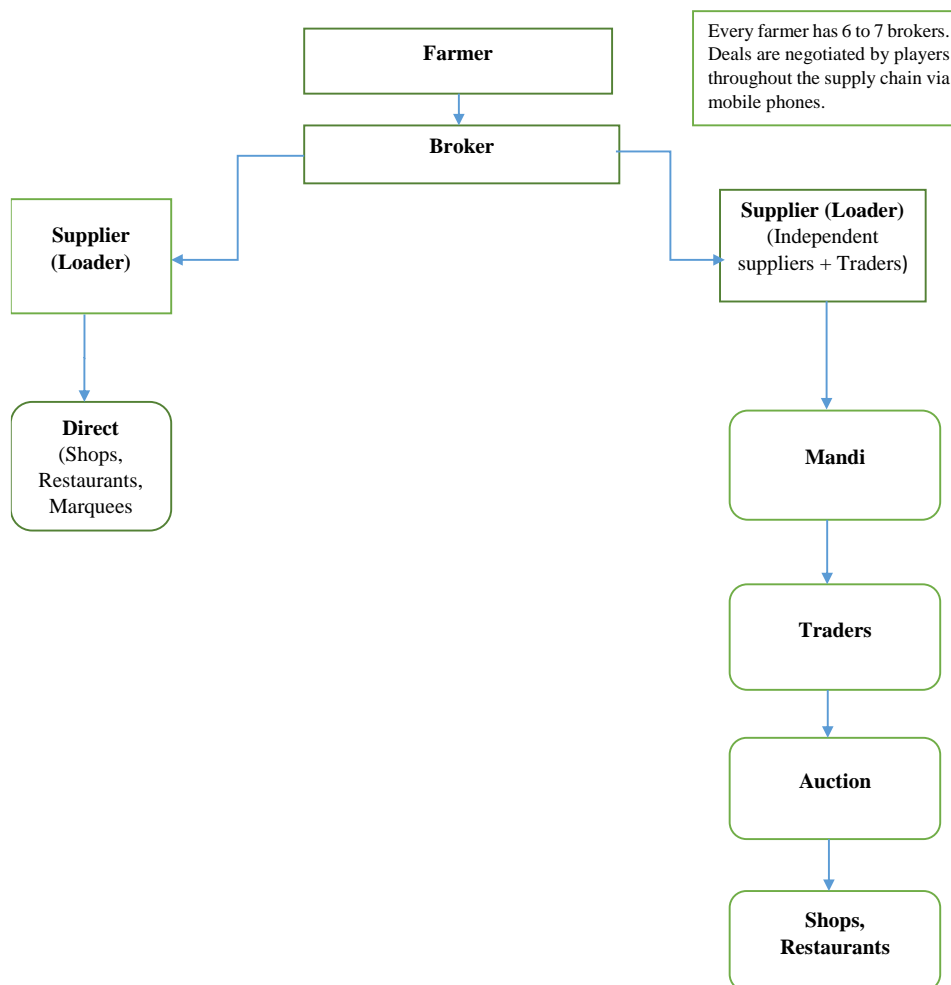 Every farmer has 6 to 7 brokers.
Deals are negotiated by players
throughout the supply chain via
mobile phones.
Farmer
Broker
Supplier
(Loader)
Supplier (Loader)
(Independent
suppliers + Traders)
Direct
(Shops,
Restaurants,
Marquees
Mandi
Traders
Auction
Shops,
Restaurants